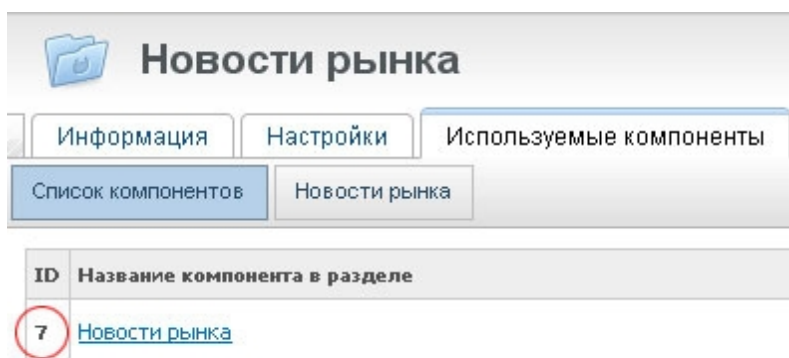 Новости рынка
Информация Настройки Используемые компоненты
Список компонентов Новости рынка
ID Название компонента в разделе
7 Новости рынка